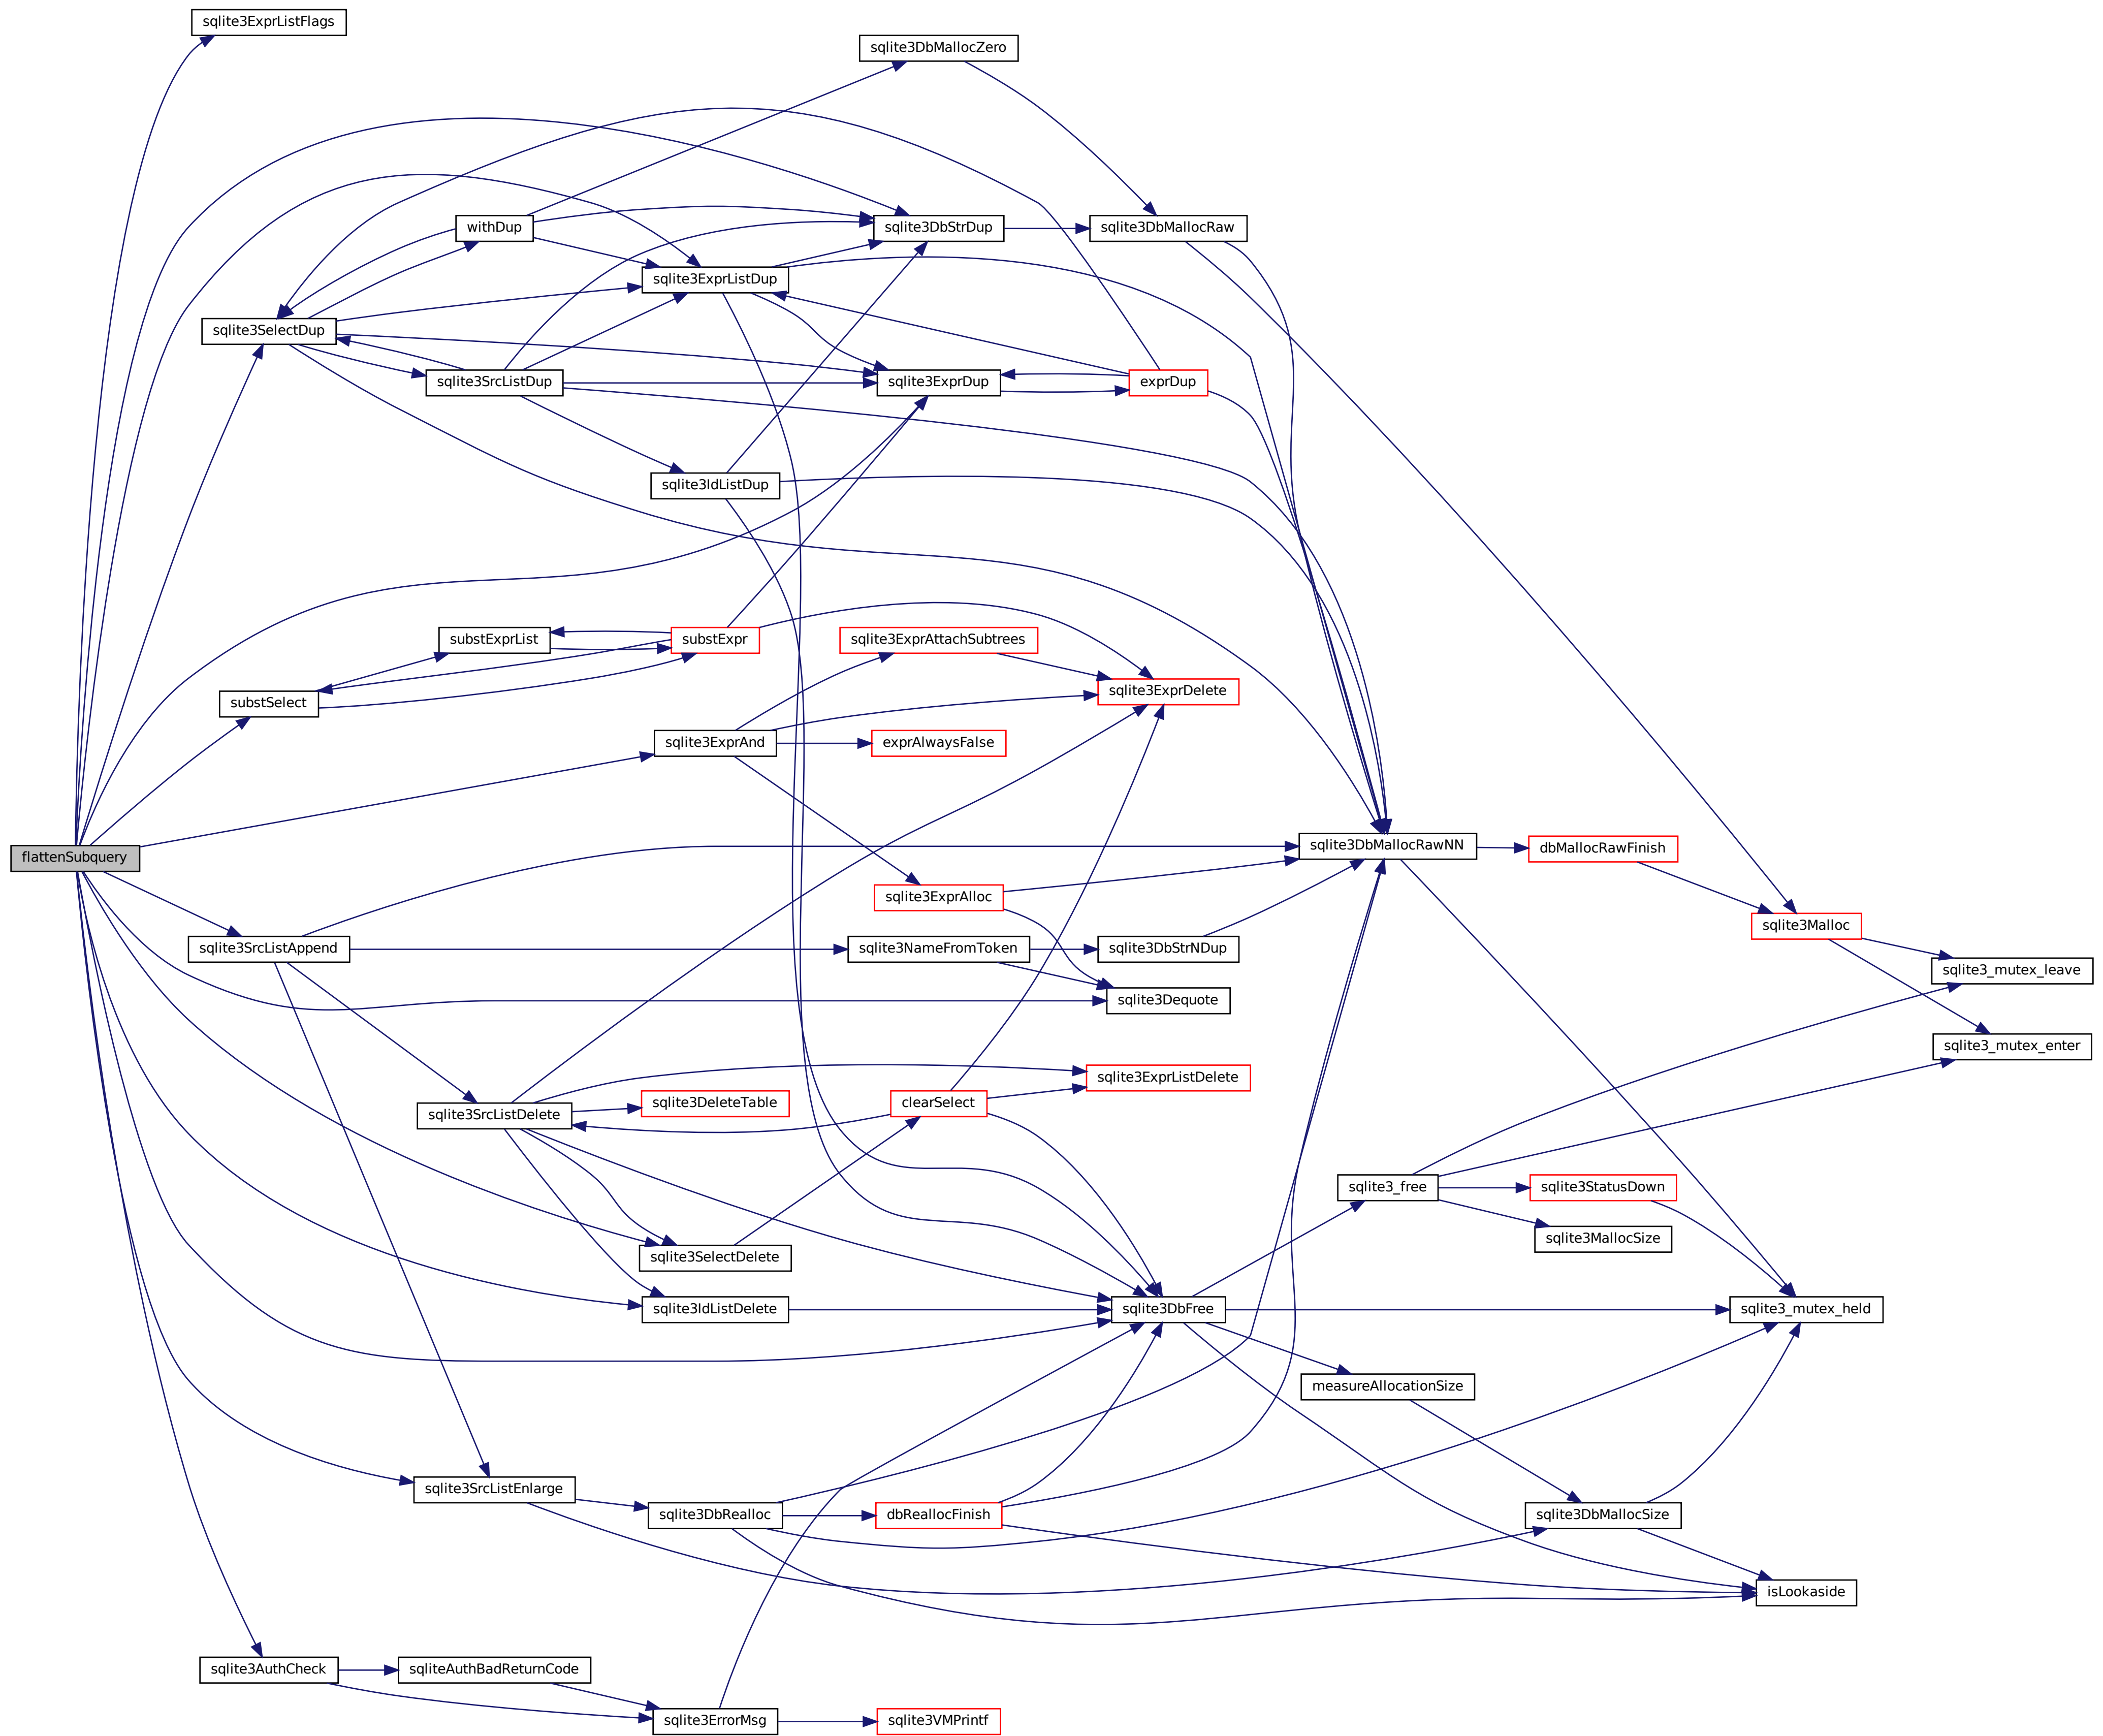 sqlite3ExprListFlags
sqlite3DbMallocZero
withDup
sqlite3DbStrDup
sqlite3DbMallocRaw
sqlite3ExprListDup
sqlite3SelectDup
sqlite3SrcListDup
sqlite3ExprDup
exprDup
sqlite3IdListDup
substExprList
substExpr
sqlite3ExprAttachSubtrees
sqlite3ExprDelete
substSelect
sqlite3ExprAnd
exprAlwaysFalse
flattenSubquery
sqlite3DbMallocRawNN
dbMallocRawFinish
sqlite3ExprAlloc
sqlite3Malloc
sqlite3SrcListAppend
sqlite3NameFromToken
sqlite3DbStrNDup
sqlite3_mutex_leave
sqlite3Dequote
sqlite3_mutex_enter
sqlite3ExprListDelete
sqlite3DeleteTable
clearSelect
sqlite3SrcListDelete
sqlite3_free
sqlite3StatusDown
sqlite3MallocSize
sqlite3SelectDelete
sqlite3IdListDelete
sqlite3DbFree
sqlite3_mutex_held
measureAllocationSize
sqlite3SrcListEnlarge
sqlite3DbRealloc
dbReallocFinish
sqlite3DbMallocSize
isLookaside
sqlite3AuthCheck
sqliteAuthBadReturnCode
sqlite3ErrorMsg
sqlite3VMPrintf